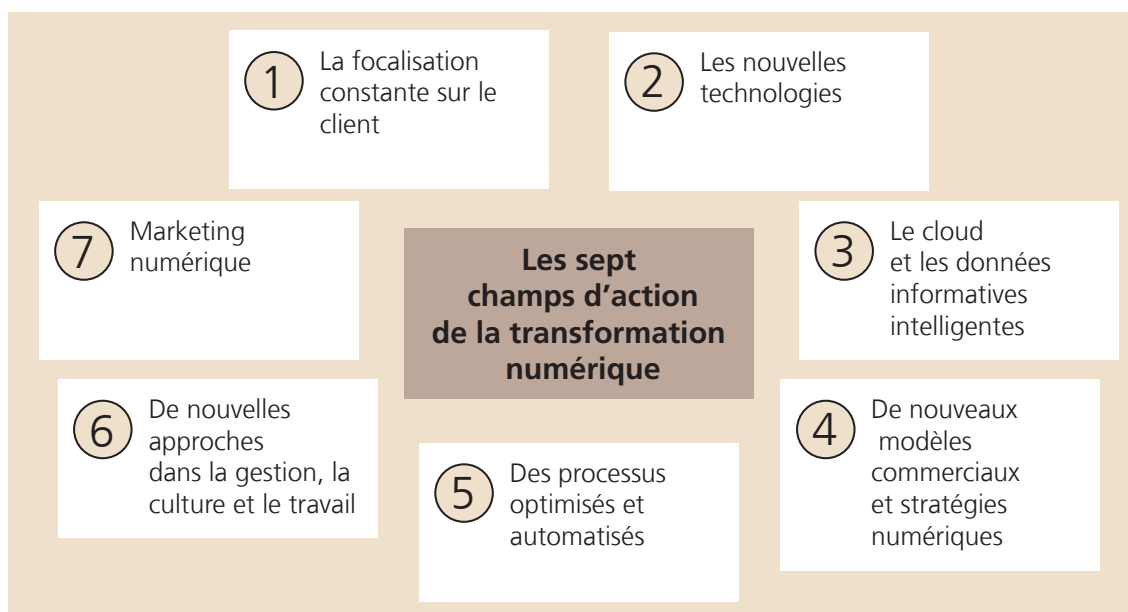 1
La focalisation
constante sur le
client
2
Les nouvelles
technologies
7
Marketing
numérique
Les sept
champs d'action
de la transformation
numérique
3
Le cloud
et les données
informatives
intelligentes
6
De nouvelles
approches
dans la gestion, la
culture et le travail
5
Des processus
optimisés et
automatisés
4
De nouveaux
modèles
commerciaux
et stratégies
numériques